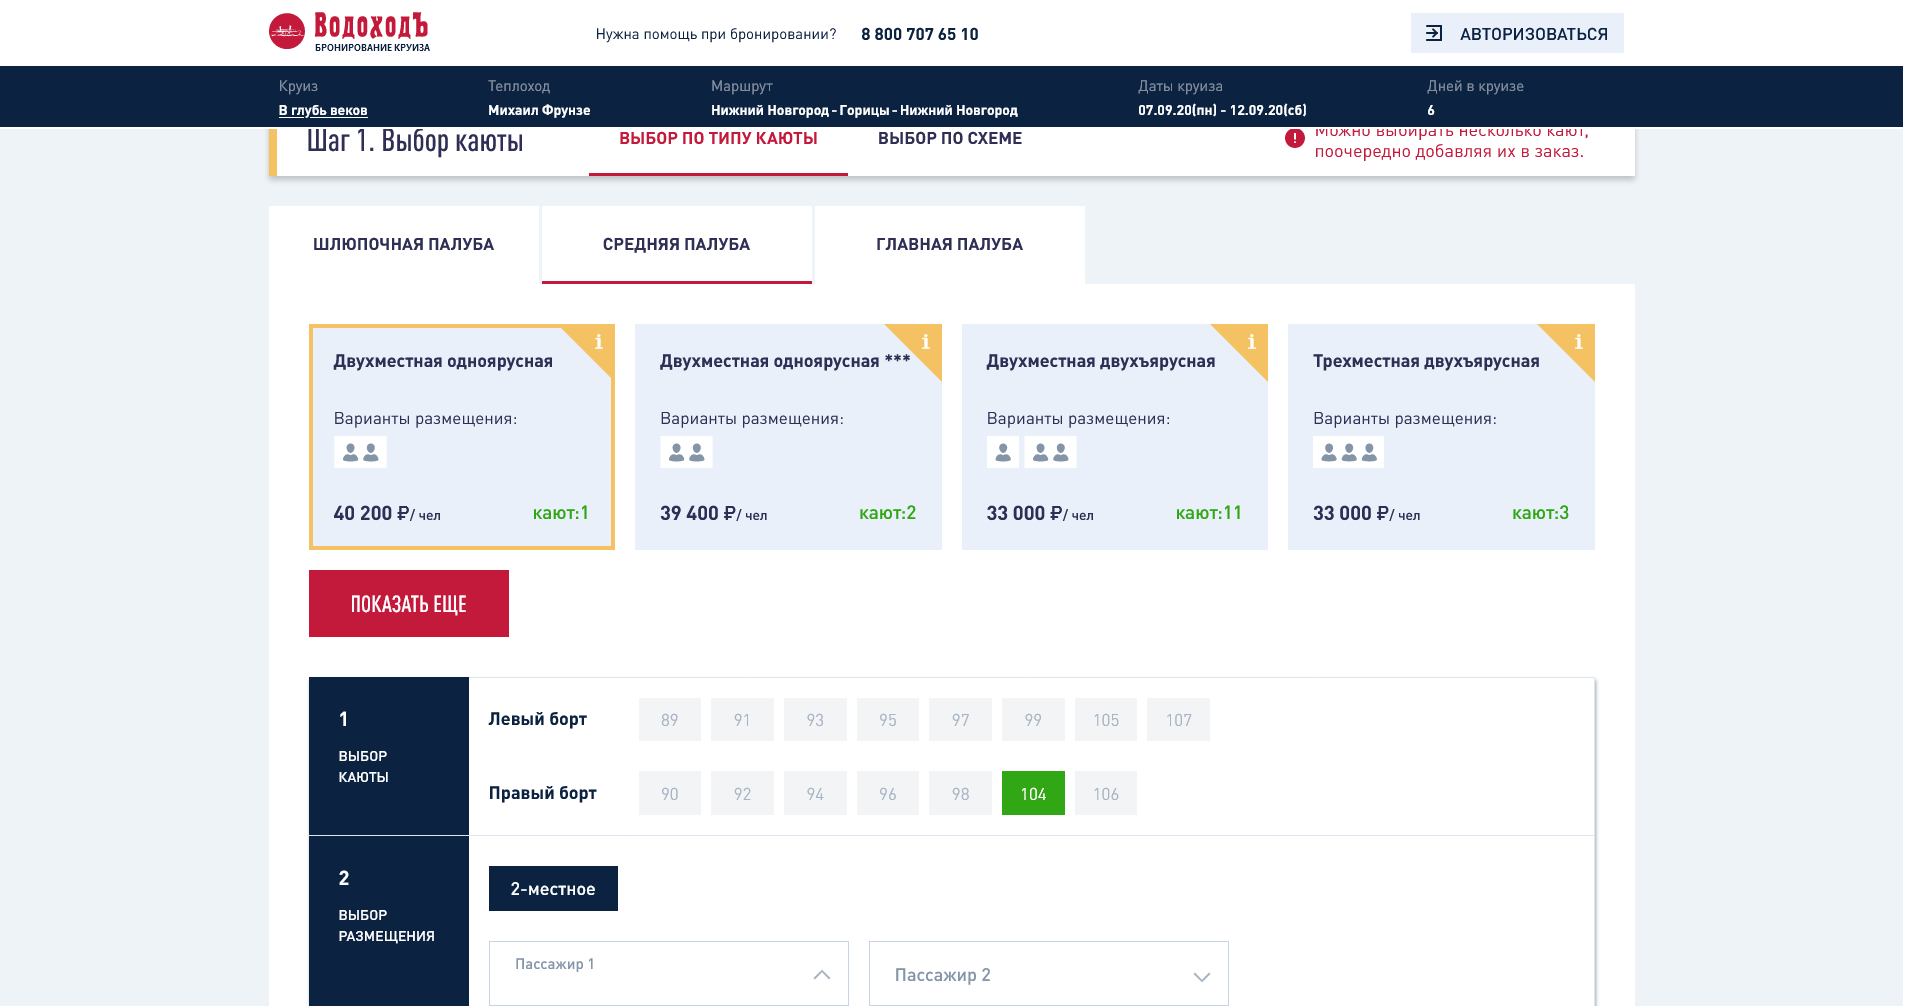 ВодоходЪ
БРОНИРОВАНИЕ КРУИЗА
Нужна помощь при бронировании? 8 800 707 65 10
АВТОРИЗОВАТЬСЯ
Круиз
В глубь веков
Теплоход
Михаил Фрунзе
Маршрут
Нижний Новгород - Горицы - Нижний Новгород
Даты круиза
07.09.20(пн) - 12.09.20(сб)
Дней в круизе
6
Шаг 1. Выбор каюты
ВЫБОР ПО ТИПУ КАЮТЫ
ВЫБОР ПО СХЕМЕ
Можно выбирать несколько кают,
поочередно добавляя их в заказ.
ШЛЮПОЧНАЯ ПАЛУБА
СРЕДНЯЯ ПАЛУБА
ГЛАВНАЯ ПАЛУБА
Двухместная одноярусная
Варианты размещения:
40 200 ₽/ чел
кают:1
Двухместная одноярусная ***
Варианты размещения:
39 400 ₽/ чел
кают:2
Двухместная двухъярусная
Варианты размещения:
33 000 ₽/ чел
кают:11
Трехместная двухъярусная
Варианты размещения:
33 000 ₽/ чел
кают:3
ПОКАЗАТЬ ЕЩЕ
1
ВЫБОР
КАЮТЫ
Левый борт 89 91 93 95 97 99 105 107
Правый борт 90 92 94 96 98 104 106
2
ВЫБОР
РАЗМЕЩЕНИЯ
2-местное
Пассажир 1
Пассажир 2